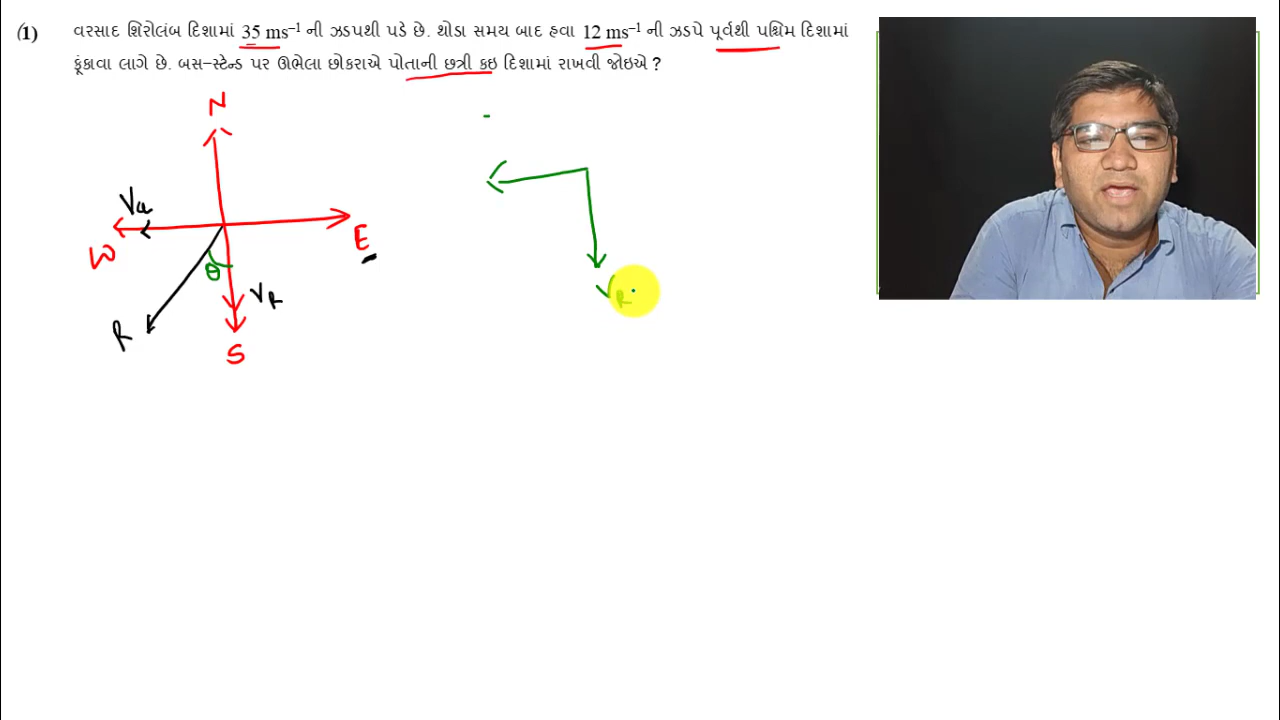 (1) વરસાદ શિરોલંબ દિશામાં 35 ms⁻¹ ની ઝડપથી પડે છે. થોડા સમય બાદ હવા 12 ms⁻¹ ની ઝડપે પૂર્વથી પશ્ચિમ દિશામાં
ફૂંકાવા લાગે છે. બસ-સ્ટેન્ડ પર ઊભેલા છોકરાએ પોતાની છત્રી કઇ દિશામાં રાખવી જોઇએ ?
N
Va
W
E
θ
VR
R
S
VR